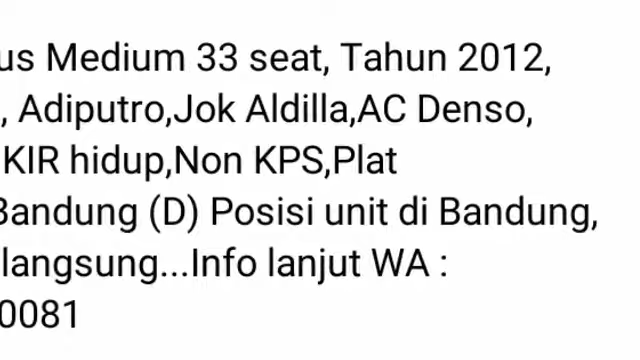 us Medium 33 seat, Tahun 2012,
, Adiputro,Jok Aldilla,AC Denso,
KIR hidup,Non KPS,Plat
Bandung (D) Posisi unit di Bandung,
langsung...Info lanjut WA :
0081